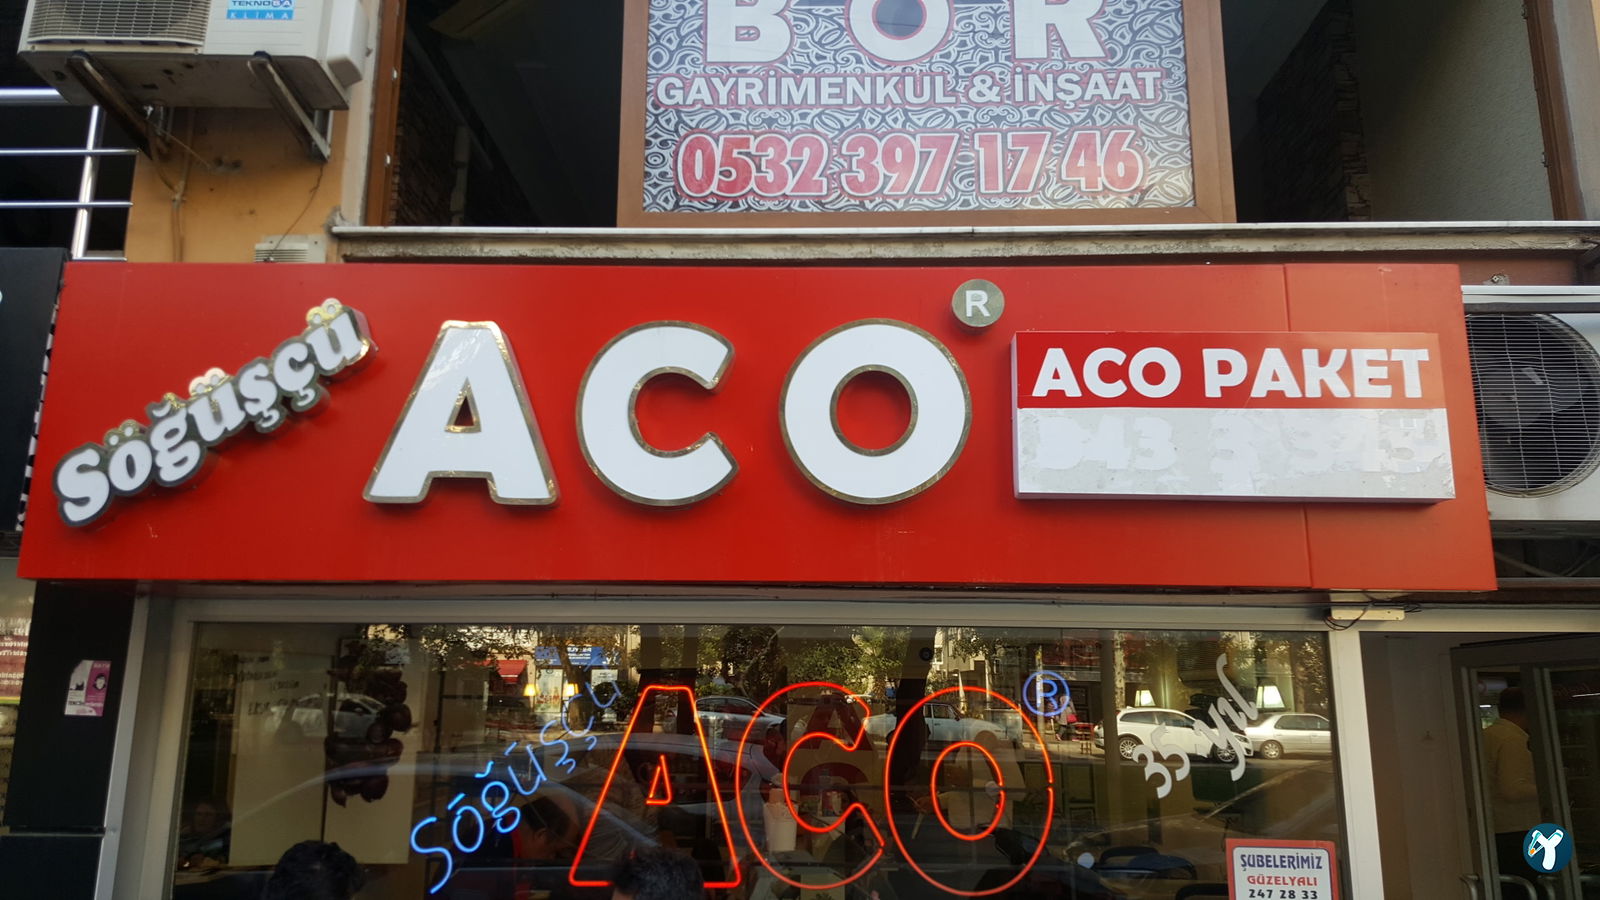 TEKNOSA
KLİMA
BOR
GAYRİMENKUL & İNŞAAT
0532 397 17 46
Söğüşçü
ACO
R
ACO PAKET
Söğüşçü
ACO
R
35 yıl
ŞUBELERİMİZ
GÜZELYALI
247 28 33